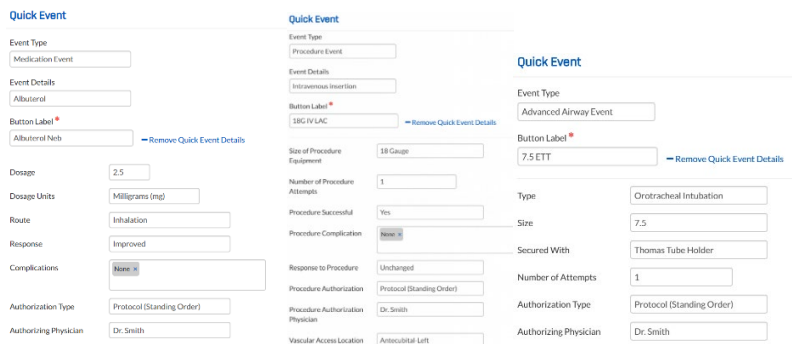 Quick Event
Event Type
Medication Event
Event Details
Albuterol
Button Label *
Albuterol Neb
− Remove Quick Event Details
Dosage
2.5
Dosage Units
Milligrams (mg)
Route
Inhalation
Response
Improved
Complications
None ×
Authorization Type
Protocol (Standing Order)
Authorizing Physician
Dr. Smith
Quick Event
Event Type
Procedure Event
Event Details
Intravenous Insertion
Button Label *
18G IV LAC
− Remove Quick Event Details
Size of Procedure
Equipment
18 Gauge
Number of Procedure
Attempts
1
Procedure Successful
Yes
Procedure Complication
None ×
Response to Procedure
Unchanged
Procedure Authorization
Protocol (Standing Order)
Procedure Authorization
Physician
Dr. Smith
Vascular Access Location
Antecubital-Left
Quick Event
Event Type
Advanced Airway Event
Button Label *
7.5 ETT
− Remove Quick Event Details
Type
Orotracheal Intubation
Size
7.5
Secured With
Thomas Tube Holder
Number of Attempts
1
Authorization Type
Protocol (Standing Order)
Authorizing Physician
Dr. Smith